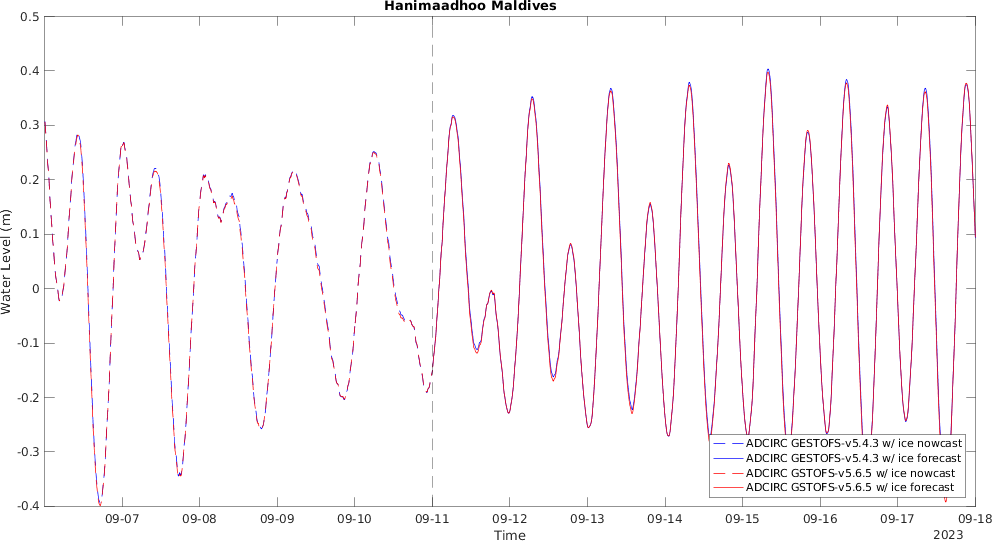 Hanimaadhoo Maldives
0.5
0.4
0.3
0.2
0.1
0
-0.1
-0.2
-0.3
-0.4
Water Level (m)
ADCIRC GESTOFS-v5.4.3 w/ ice nowcast
ADCIRC GESTOFS-v5.4.3 w/ ice forecast
ADCIRC GSTOFS-v5.6.5 w/ ice nowcast
ADCIRC GSTOFS-v5.6.5 w/ ice forecast
09-07 09-08 09-09 09-10 09-11 09-12 09-13 09-14 09-15 09-16 09-17 09-18
Time
2023